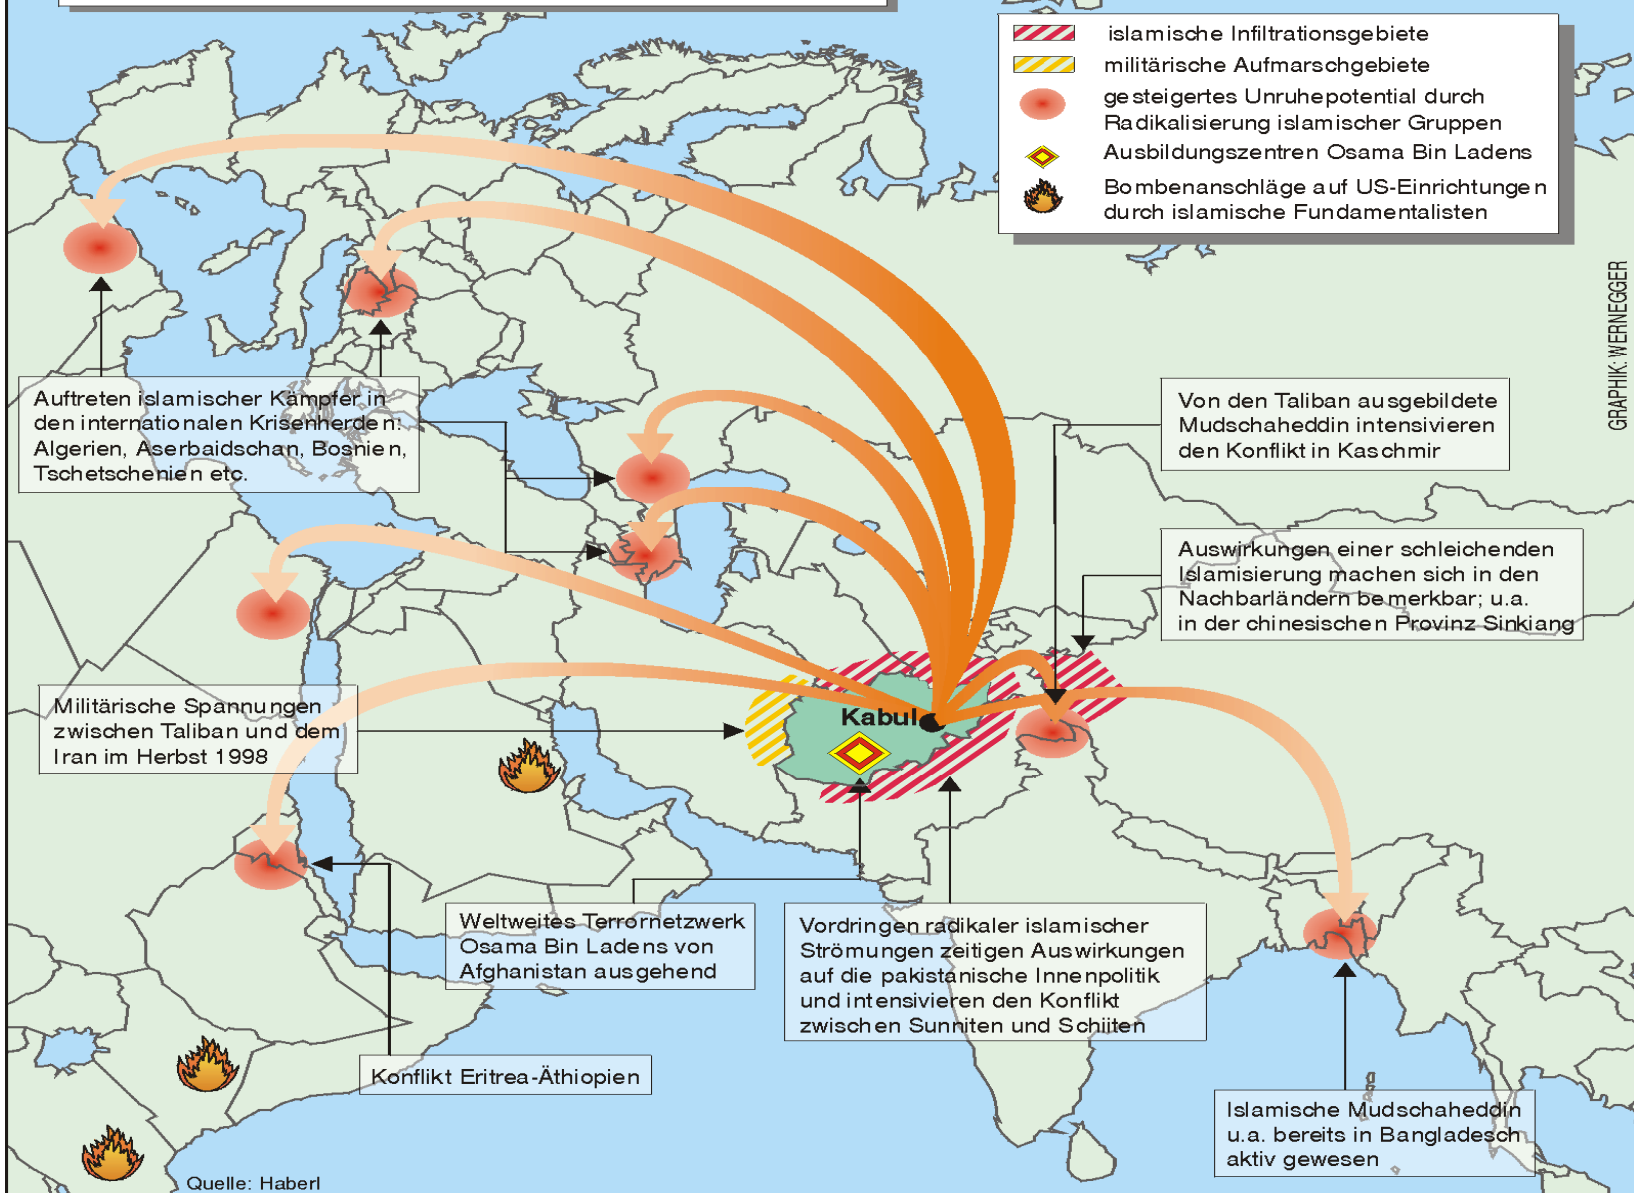 islamische Infiltrationsgebiete
militärische Aufmarschgebiete
gesteigertes Unruhepotential durch
Radikalisierung islamischer Gruppen
Ausbildungszentren Osama Bin Ladens
Bombenanschläge auf US-Einrichtungen
durch islamische Fundamentalisten
GRAPHIK: WERNEGGER
Auftreten islamischer Kämpfer in
den internationalen Krisenherden:
Algerien, Aserbaidschan, Bosnien,
Tschetschenien etc.
Von den Taliban ausgebildete
Mudschaheddin intensivieren
den Konflikt in Kaschmir
Auswirkungen einer schleichenden
Islamisierung machen sich in den
Nachbarländern bemerkbar; u.a.
in der chinesischen Provinz Sinkiang
Militärische Spannungen
zwischen Taliban und dem
Iran im Herbst 1998
Kabul
Weltweites Terrornetzwerk
Osama Bin Ladens von
Afghanistan ausgehend
Vordringen radikaler islamischer
Strömungen zeitigen Auswirkungen
auf die pakistanische Innenpolitik
und intensivieren den Konflikt
zwischen Sunniten und Schiiten
Konflikt Eritrea-Äthiopien
Islamische Mudschaheddin
u.a. bereits in Bangladesch
aktiv gewesen
Quelle: Haberl